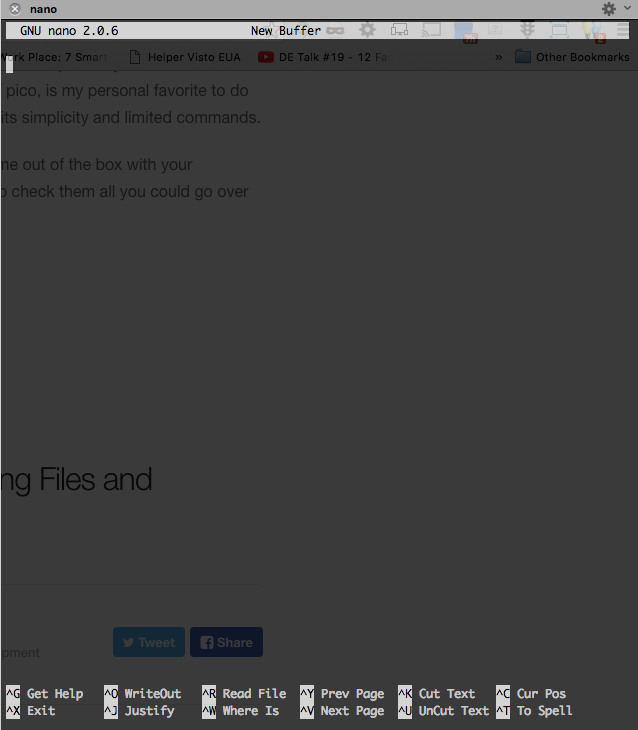 nano
GNU nano 2.0.6 New Buffer
Work Place: 7 Smart Helper Visto EUA DE Talk #19 - 12 Fac » Other Bookmarks
pico, is my personal favorite to do
its simplicity and limited commands.
me out of the box with your
o check them all you could go over
ng Files and
Tweet Share
opment
^G Get Help ^O WriteOut ^R Read File ^Y Prev Page ^K Cut Text ^C Cur Pos
^X Exit ^J Justify ^W Where Is ^V Next Page ^U UnCut Text ^T To Spell